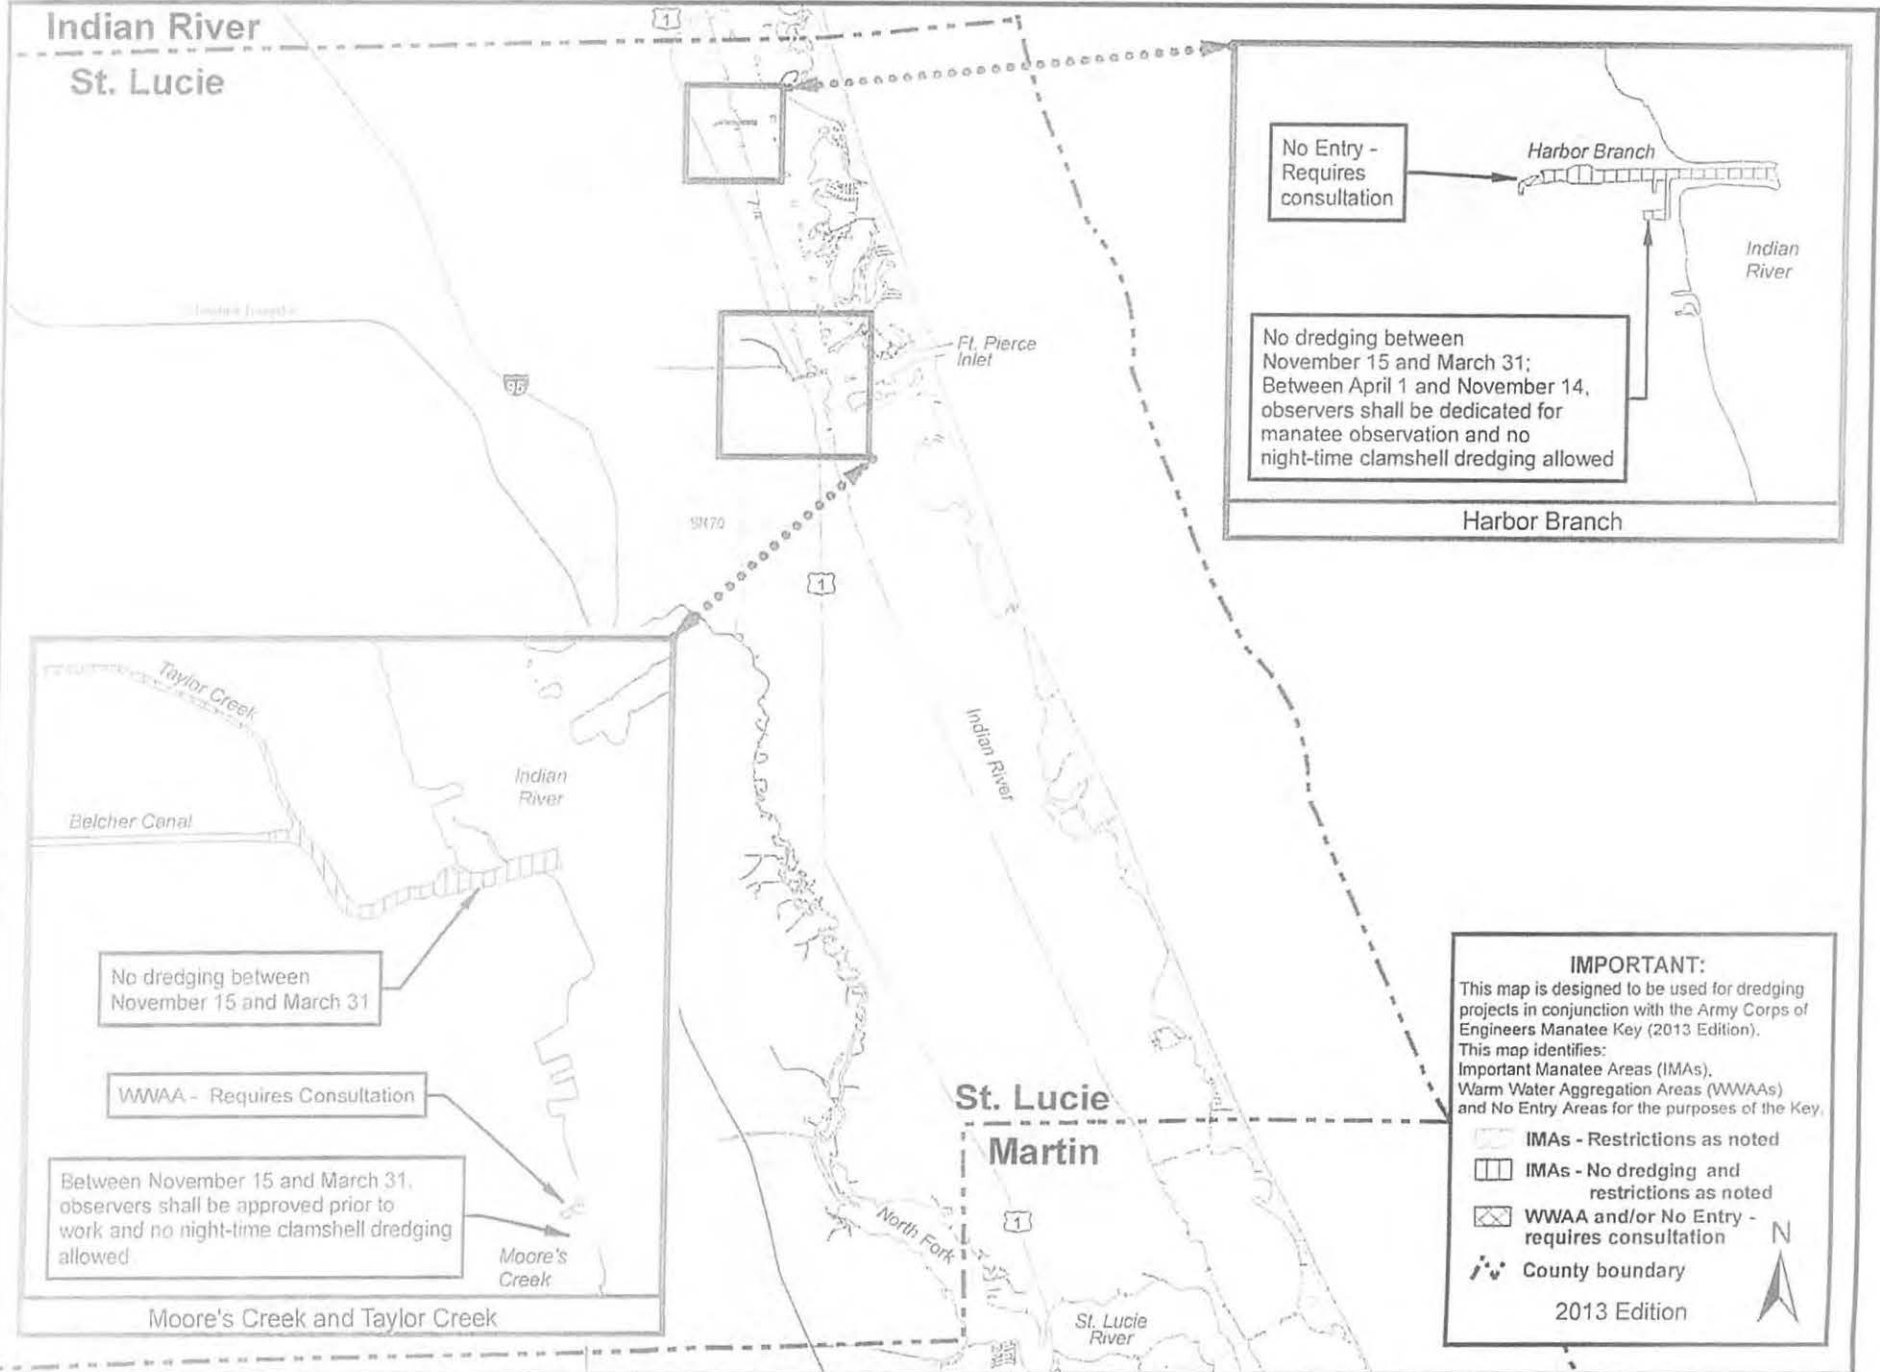 Indian River
St. Lucie
1
95
7th
Ft. Pierce
Inlet
SR70
1
Indian River
St. Lucie
Martin
1
North Fork
St. Lucie
River
No Entry -
Requires
consultation
Harbor Branch
Indian
River
No dredging between
November 15 and March 31;
Between April 1 and November 14,
observers shall be dedicated for
manatee observation and no
night-time clamshell dredging allowed
Harbor Branch
Taylor Creek
Indian
River
Belcher Canal
No dredging between
November 15 and March 31
WWAA - Requires Consultation
Between November 15 and March 31,
observers shall be approved prior to
work and no night-time clamshell dredging
allowed
Moore's
Creek
Moore's Creek and Taylor Creek
IMPORTANT:
This map is designed to be used for dredging
projects in conjunction with the Army Corps of
Engineers Manatee Key (2013 Edition).
This map identifies:
Important Manatee Areas (IMAs),
Warm Water Aggregation Areas (WWAAs)
and No Entry Areas for the purposes of the Key.
IMAs - Restrictions as noted
IMAs - No dredging and
restrictions as noted
WWAA and/or No Entry -
requires consultation
N
County boundary
2013 Edition